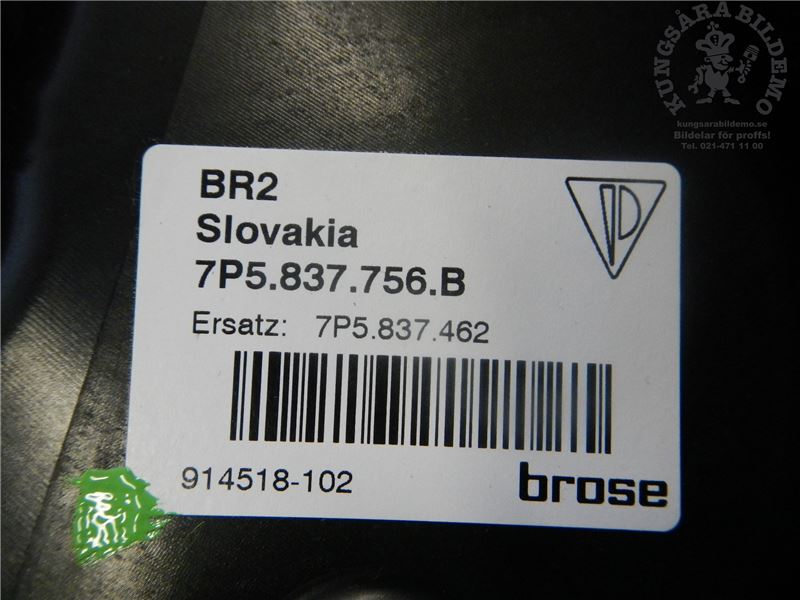 KUNGSÅRA BILDEMO
kungsarabildemo.se
Bildelar för proffs!
Tel. 021-471 11 00
BR2
Slovakia
7P5.837.756.B
Ersatz: 7P5.837.462
914518-102
brose